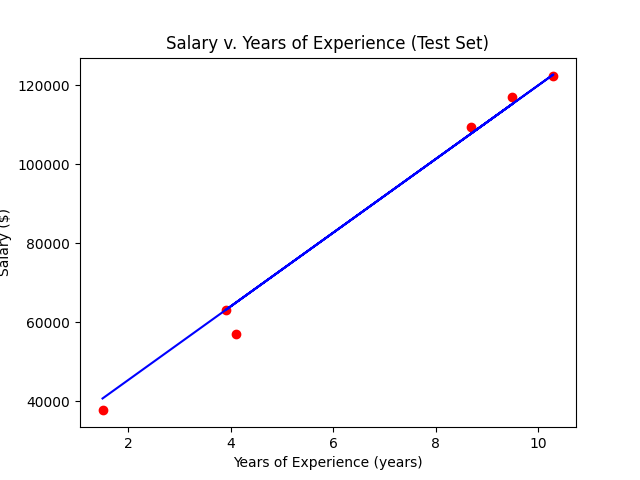 Salary v. Years of Experience (Test Set)
120000
100000
80000
60000
40000
Salary ($)
2 4 6 8 10
Years of Experience (years)